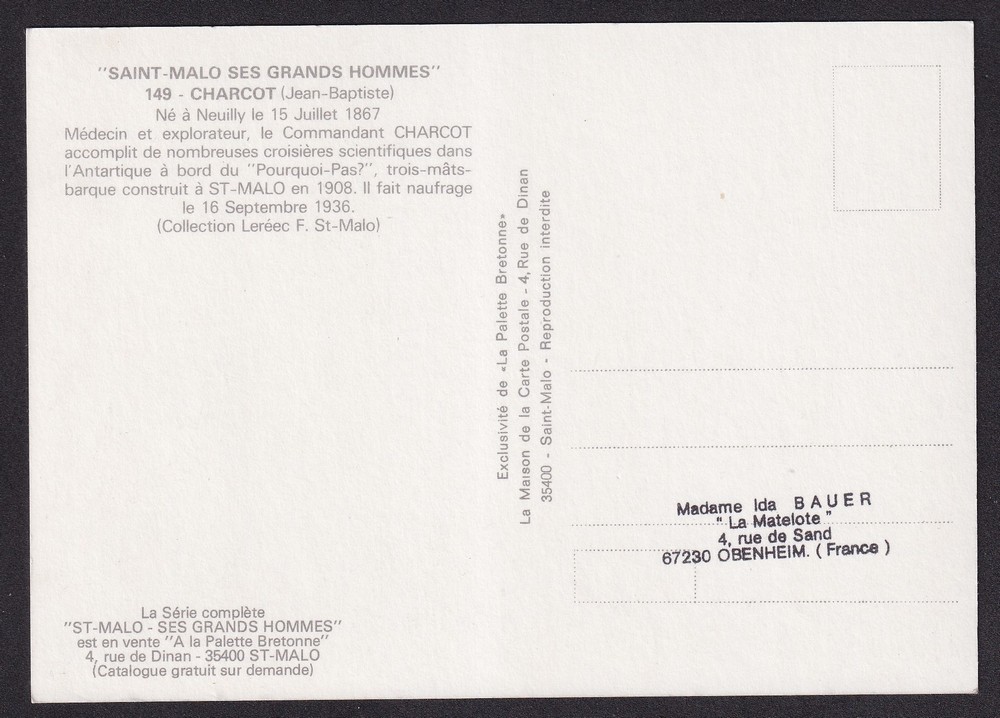 "SAINT-MALO SES GRANDS HOMMES"
149 - CHARCOT (Jean-Baptiste)
Né à Neuilly le 15 Juillet 1867
Médecin et explorateur, le Commandant CHARCOT
accomplit de nombreuses croisières scientifiques dans
l'Antartique à bord du "Pourquoi-Pas?", trois-mâts-
barque construit à ST-MALO en 1908. Il fait naufrage
le 16 Septembre 1936.
(Collection Leréec F. St-Malo)
La Série complète
"ST-MALO - SES GRANDS HOMMES"
est en vente "A la Palette Bretonne"
4, rue de Dinan - 35400 ST-MALO
(Catalogue gratuit sur demande)
Exclusivité de «La Palette Bretonne»
La Maison de la Carte Postale - 4, Rue de Dinan
35400 - Saint-Malo - Reproduction interdite
Madame Ida BAUER
" La Matelote "
4, rue de Sand
67230 OBENHEIM. ( France )